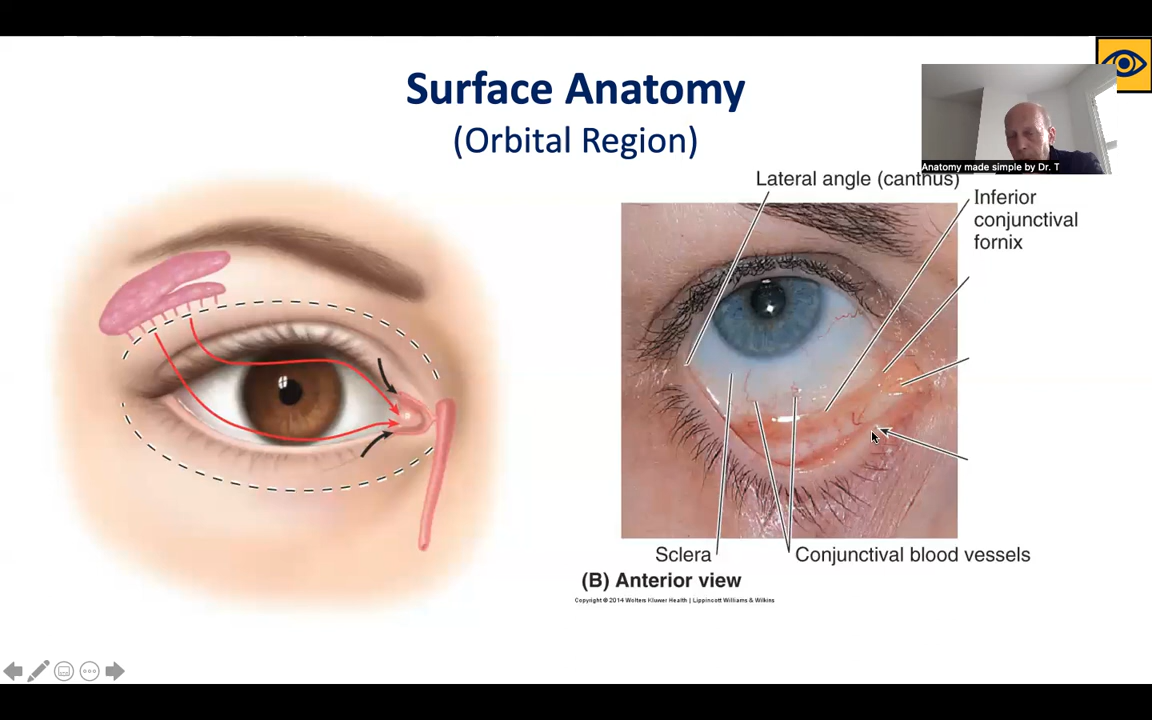 Surface Anatomy
(Orbital Region)
Anatomy made simple by Dr. T
Lateral angle (canthus)
Inferior
conjunctival
fornix
Sclera
Conjunctival blood vessels
(B) Anterior view
Copyright © 2014 Wolters Kluwer Health | Lippincott Williams & Wilkins